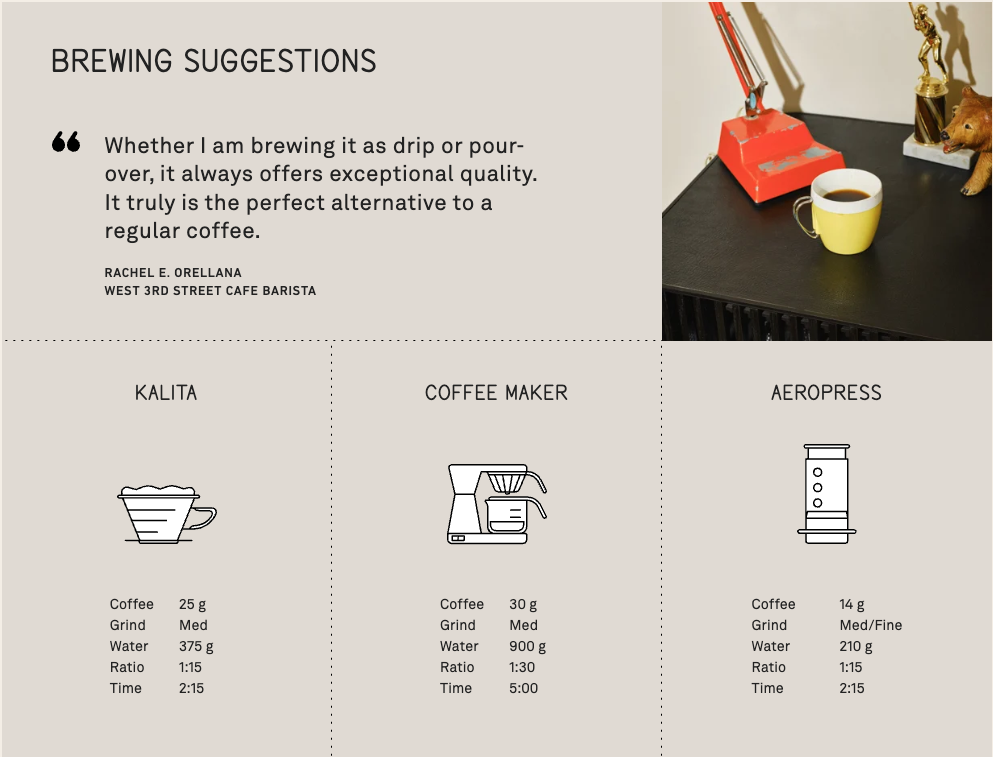 BREWING SUGGESTIONS
“
Whether I am brewing it as drip or pour-
over, it always offers exceptional quality.
It truly is the perfect alternative to a
regular coffee.
RACHEL E. ORELLANA
WEST 3RD STREET CAFE BARISTA
KALITA
Coffee 25 g
Grind Med
Water 375 g
Ratio 1:15
Time 2:15
COFFEE MAKER
Coffee 30 g
Grind Med
Water 900 g
Ratio 1:30
Time 5:00
AEROPRESS
Coffee 14 g
Grind Med/Fine
Water 210 g
Ratio 1:15
Time 2:15